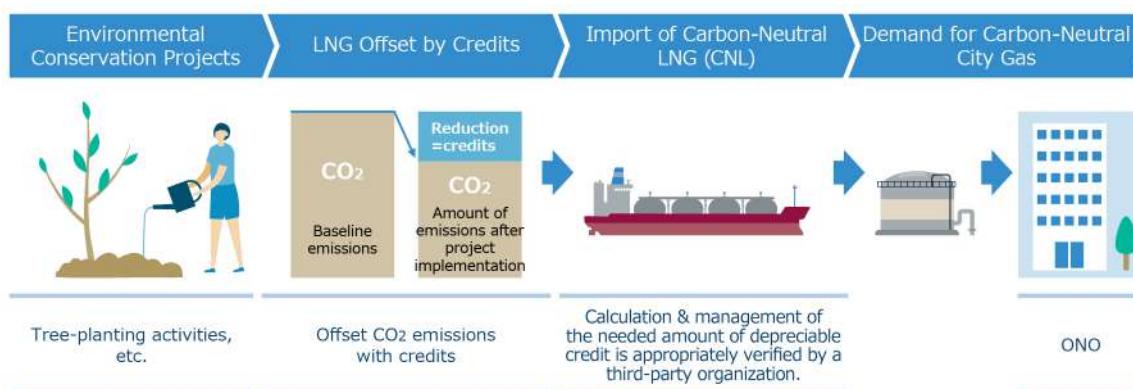 Environmental
Conservation Projects
LNG Offset by Credits
Import of Carbon-Neutral
LNG (CNL)
Demand for Carbon-Neutral
City Gas
CO₂
Baseline
emissions
Reduction
=credits
CO₂
Amount of
emissions after
project
implementation
Tree-planting activities,
etc.
Offset CO₂ emissions
with credits
Calculation & management of
the needed amount of depreciable
credit is appropriately verified by a
third-party organization.
ONO